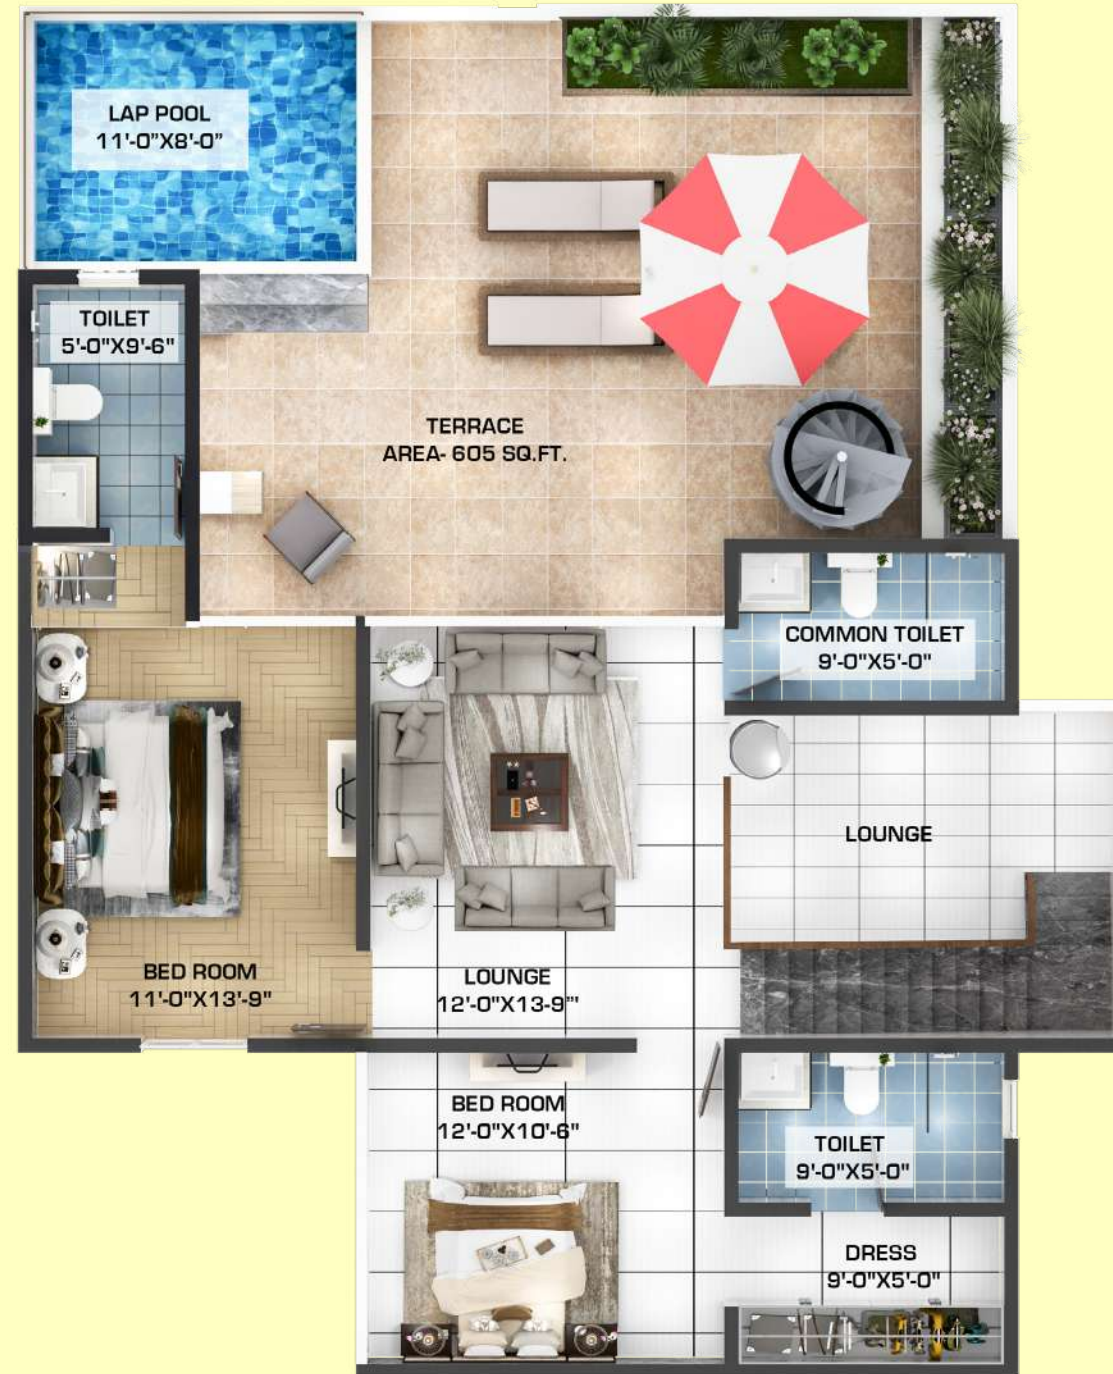 LAP POOL
11'-0"X8'-0"
TOILET
5'-0"X9'-6"
TERRACE
AREA- 605 SQ.FT.
COMMON TOILET
9'-0"X5'-0"
LOUNGE
BED ROOM
11'-0"X13'-9"
LOUNGE
12'-0"X13-9"'
BED ROOM
12'-0"X10'-6"
TOILET
9'-0"X5'-0"
DRESS
9'-0"X5'-0"